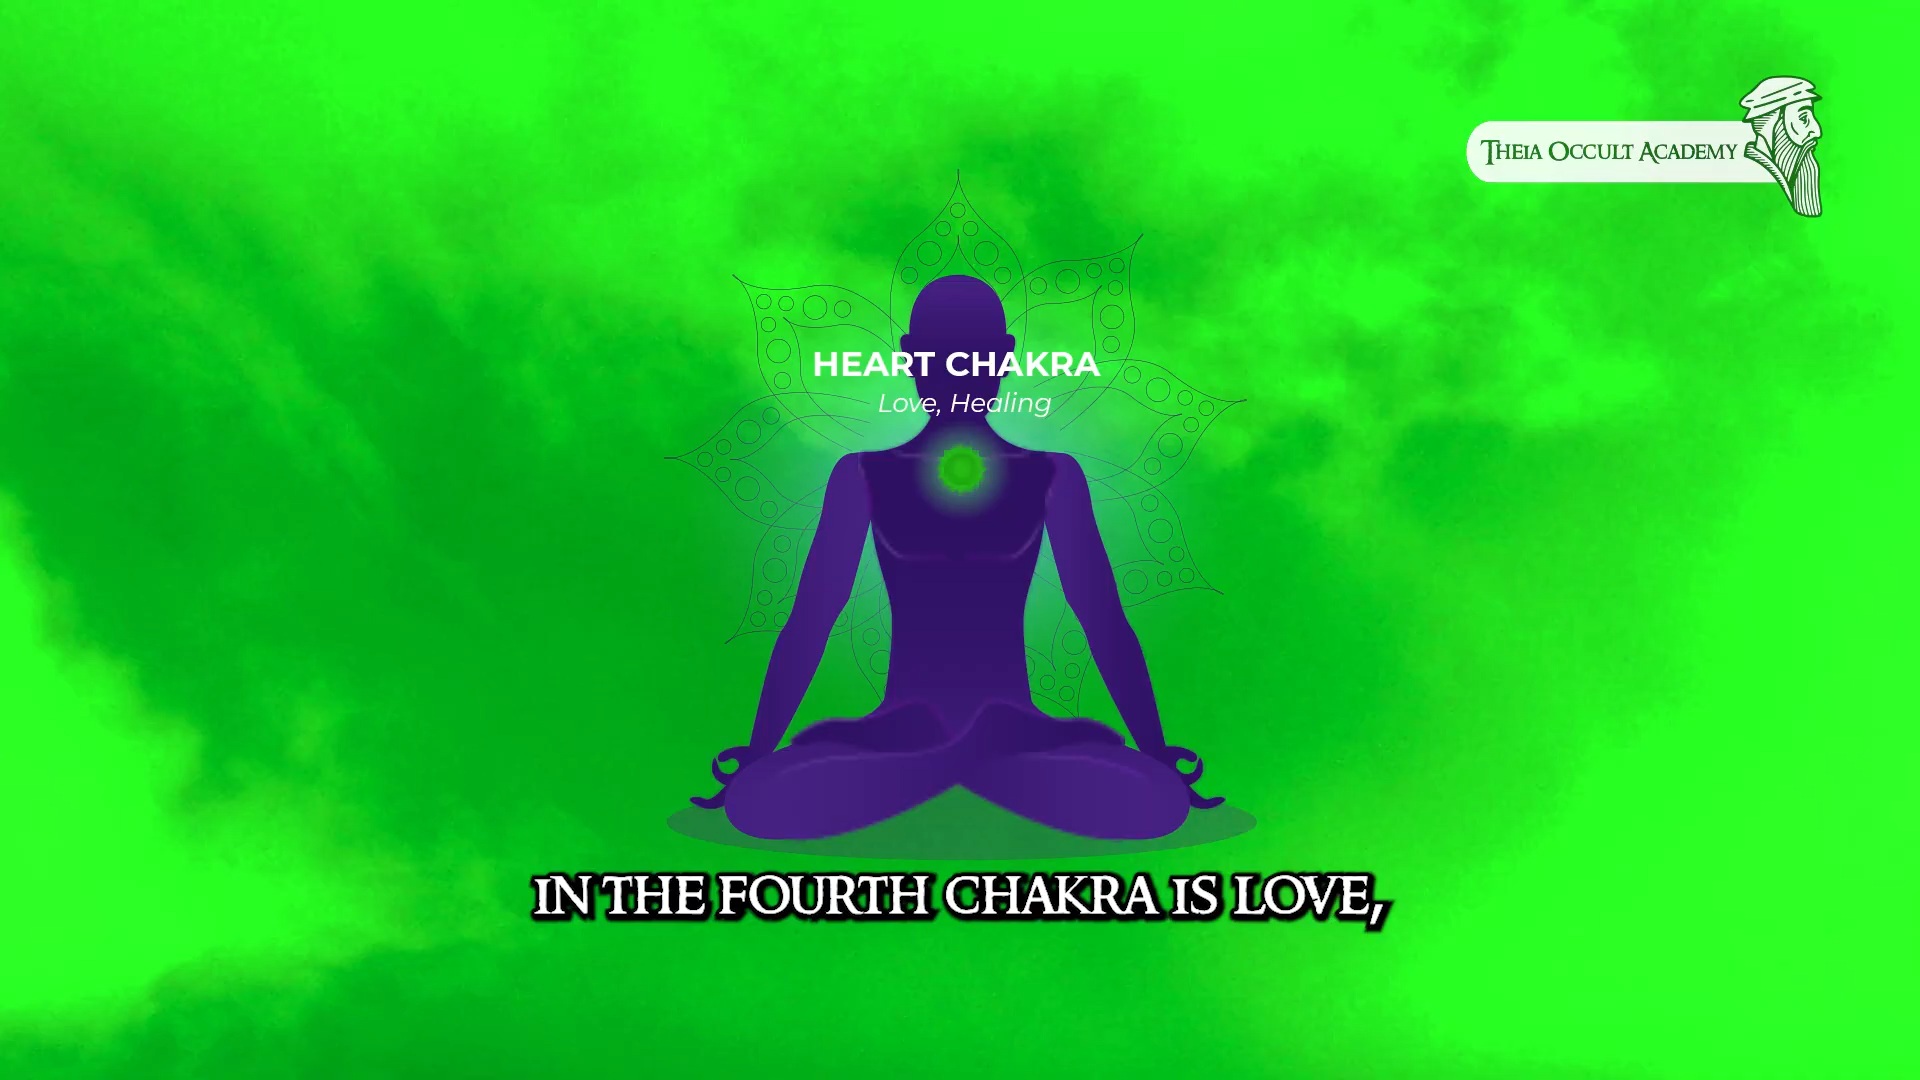 THEIA OCCULT ACADEMY
HEART CHAKRA
Love, Healing
IN THE FOURTH CHAKRA IS LOVE,